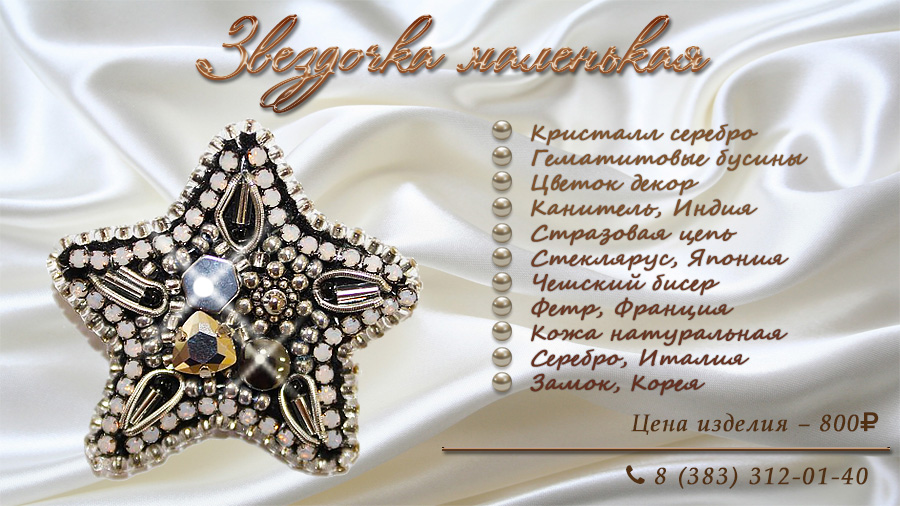 Звездочка маленькая
Кристалл серебро
Гематитовые бусины
Цветок декор
Канитель, Индия
Стразовая цепь
Стеклярус, Япония
Чешский бисер
Фетр, Франция
Кожа натуральная
Серебро, Италия
Замок, Корея
Цена изделия – 800₽
8 (383) 312-01-40